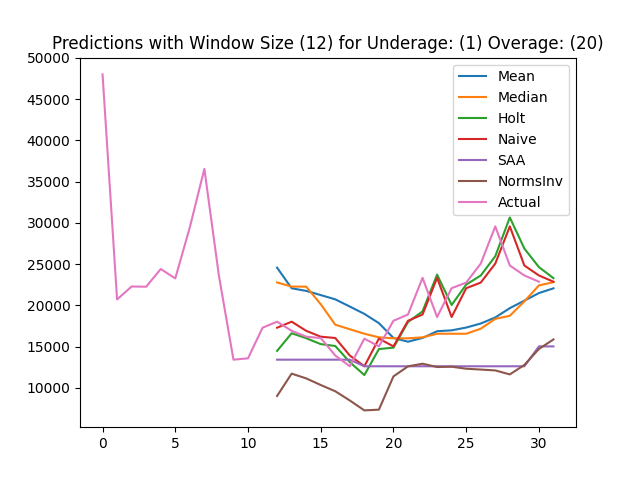 Predictions with Window Size (12) for Underage: (1) Overage: (20)
50000
45000
40000
35000
30000
25000
20000
15000
10000
0
5
10
15
20
25
30
Mean
Median
Holt
Naive
SAA
NormsInv
Actual